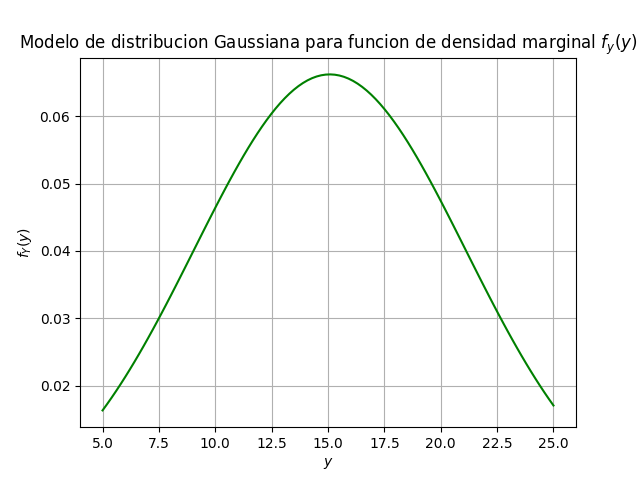 Modelo de distribucion Gaussiana para funcion de densidad marginal f_y(y)
0.06
0.05
0.04
0.03
0.02
f_Y(y)
5.0 7.5 10.0 12.5 15.0 17.5 20.0 22.5 25.0
y